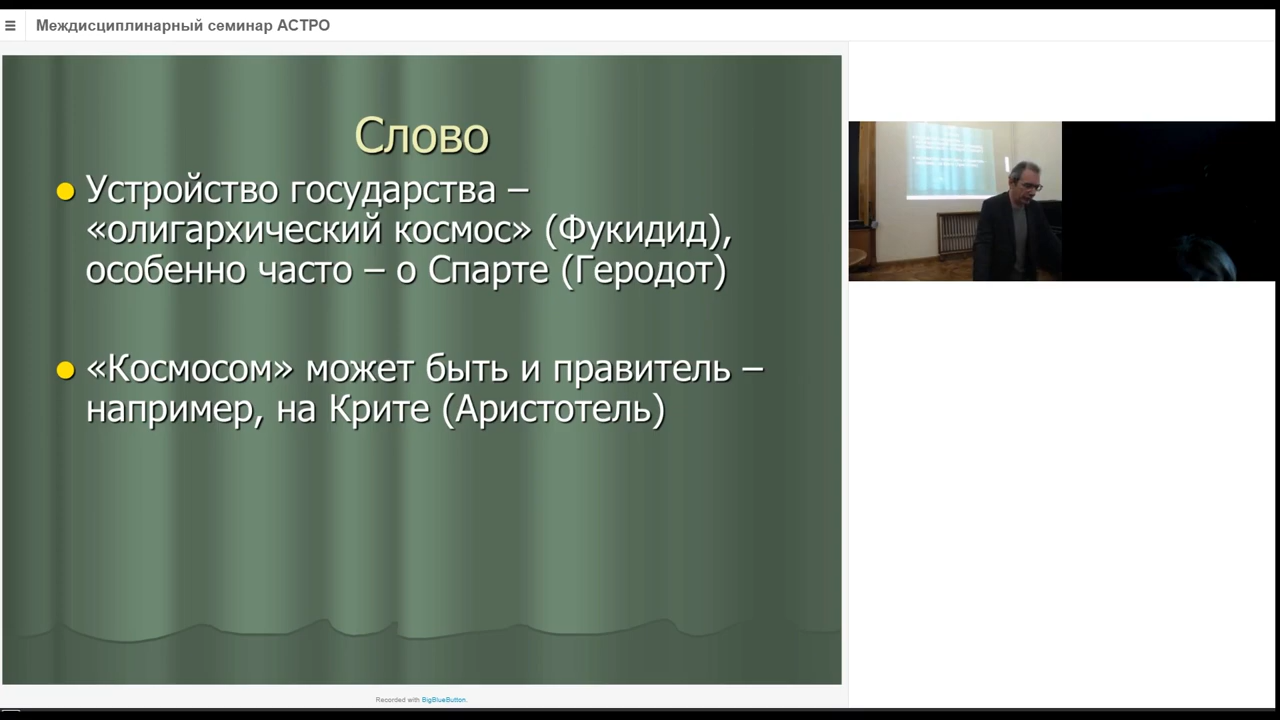 Междисциплинарный семинар АСТРО
Слово
Устройство государства –
«олигархический космос» (Фукидид),
особенно часто – о Спарте (Геродот)
«Космосом» может быть и правитель –
например, на Крите (Аристотель)
Recorded with BigBlueButton.